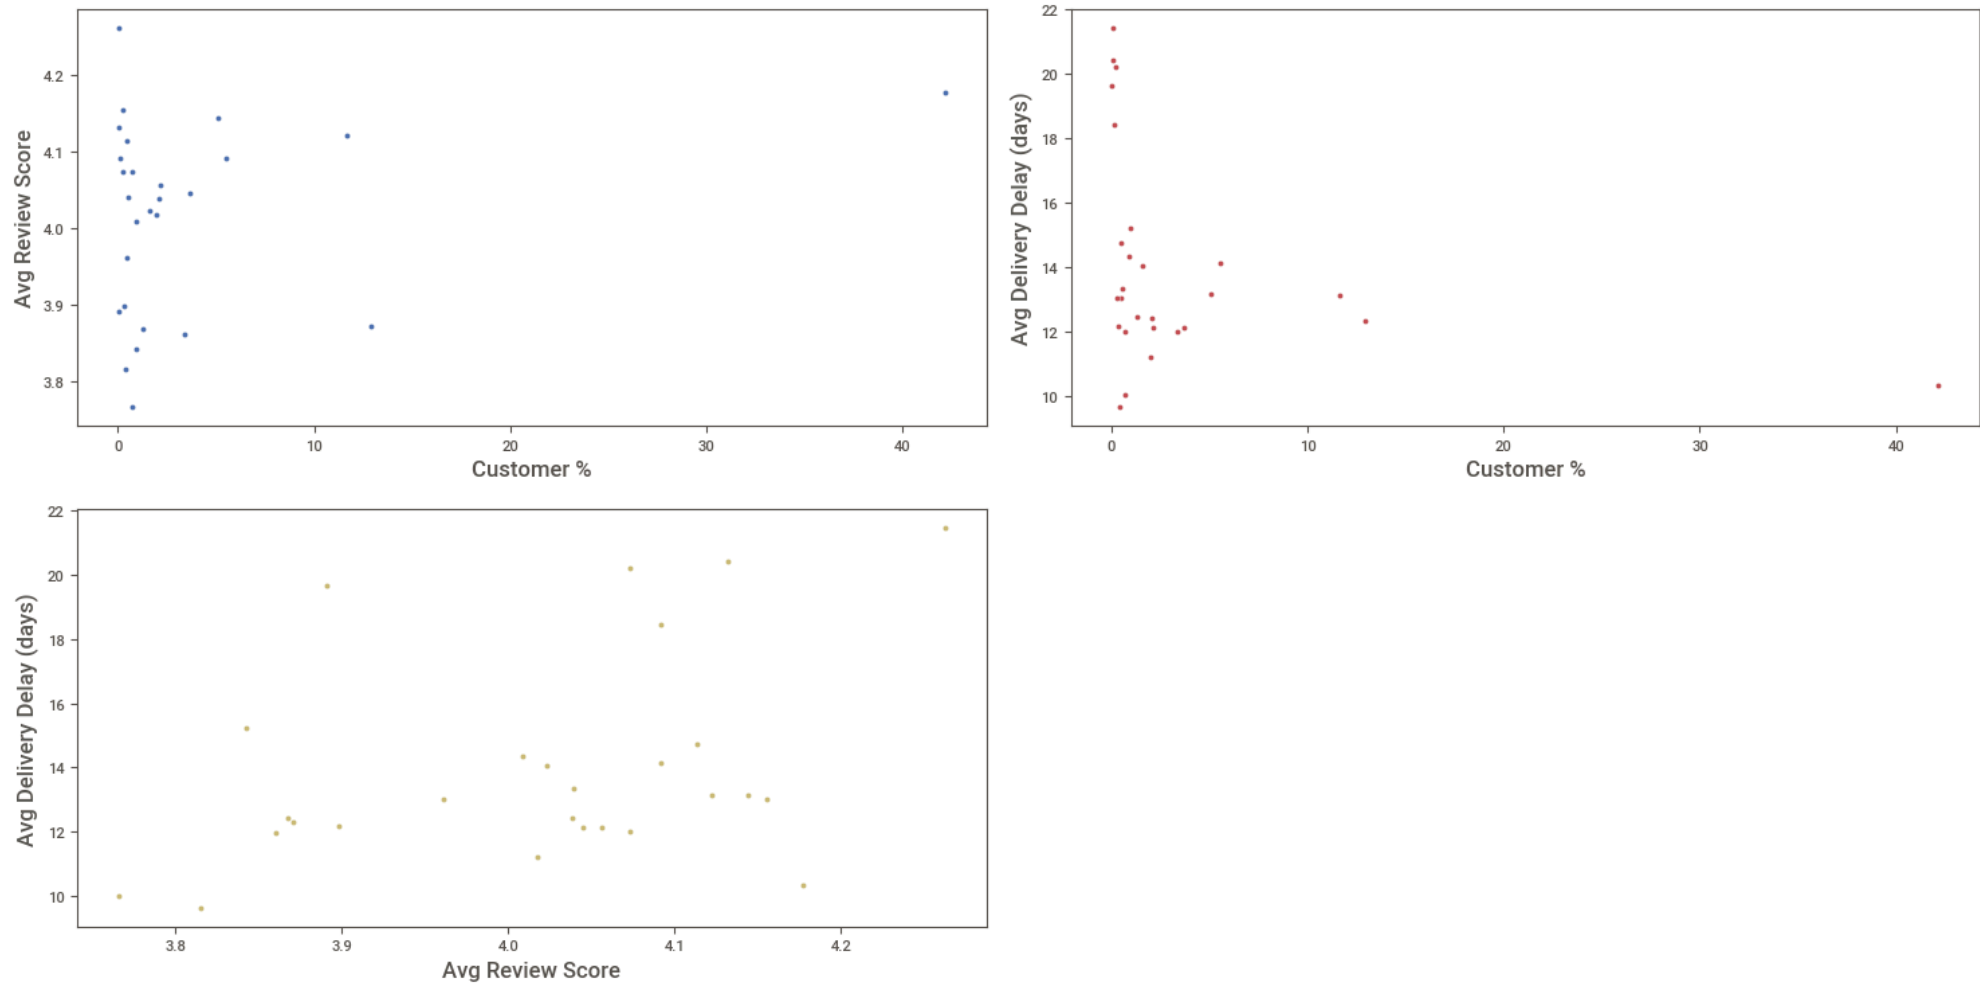 4.2
4.1
4.0
3.9
3.8
0 10 20 30 40
Avg Review Score
Customer %
22
20
18
16
14
12
10
0 10 20 30 40
Avg Delivery Delay (days)
Customer %
22
20
18
16
14
12
10
3.8 3.9 4.0 4.1 4.2
Avg Delivery Delay (days)
Avg Review Score